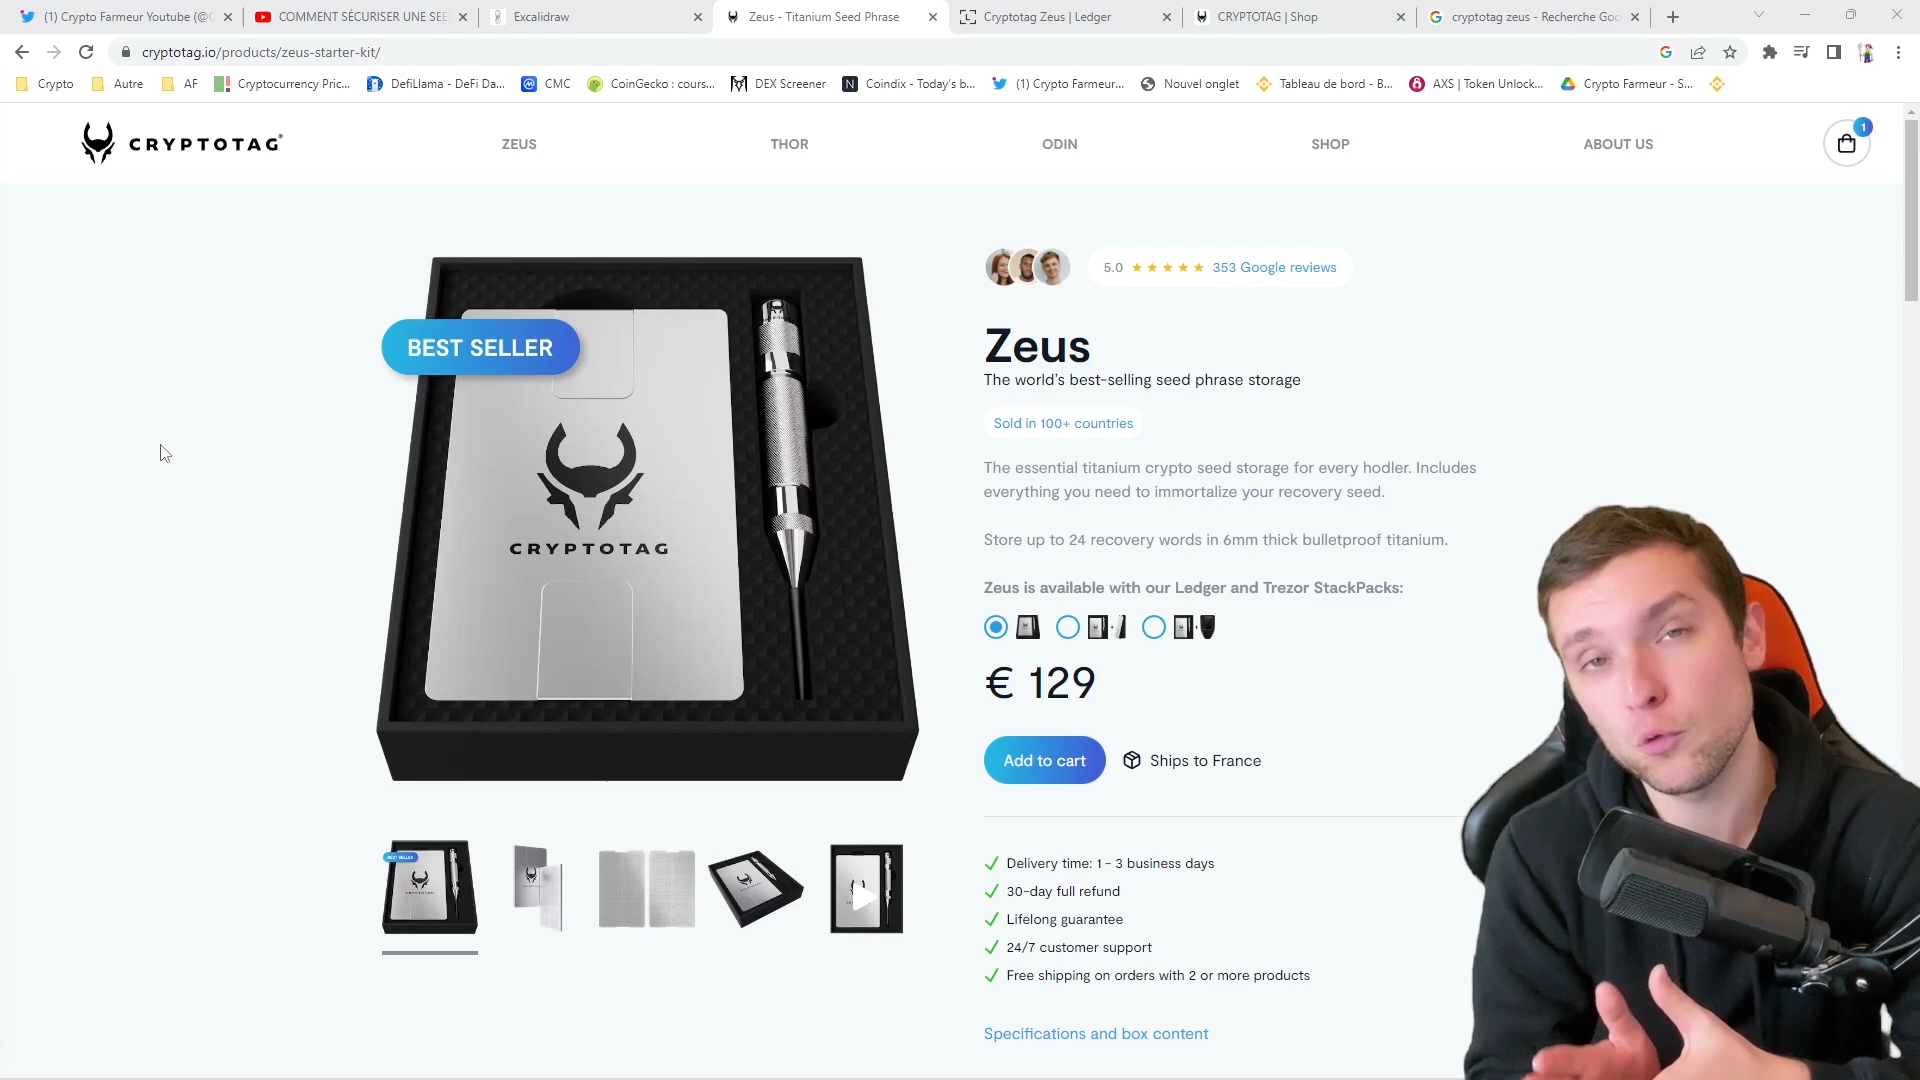 (1) Crypto Farmeur Youtube (@C
COMMENT SÉCURISER UNE SEE
Excalidraw
Zeus - Titanium Seed Phrase
Cryptotag Zeus | Ledger
CRYPTOTAG | Shop
cryptotag zeus - Recherche Goo
cryptotag.io/products/zeus-starter-kit/
Crypto
Autre
AF
Cryptocurrency Pric...
DefiLlama - DeFi Da...
CMC
CoinGecko : cours...
DEX Screener
Coindix - Today's b...
(1) Crypto Farmeur...
Nouvel onglet
Tableau de bord - B...
AXS | Token Unlock...
Crypto Farmeur - S...
CRYPTOTAG
ZEUS
THOR
ODIN
SHOP
ABOUT US
1
BEST SELLER
CRYPTOTAG
5.0
353 Google reviews
Zeus
The world's best-selling seed phrase storage
Sold in 100+ countries
The essential titanium crypto seed storage for every hodler. Includes
everything you need to immortalize your recovery seed.
Store up to 24 recovery words in 6mm thick bulletproof titanium.
Zeus is available with our Ledger and Trezor StackPacks:
€ 129
Add to cart
Ships to France
BEST SELLER
Delivery time: 1 - 3 business days
30-day full refund
Lifelong guarantee
24/7 customer support
Free shipping on orders with 2 or more products
Specifications and box content